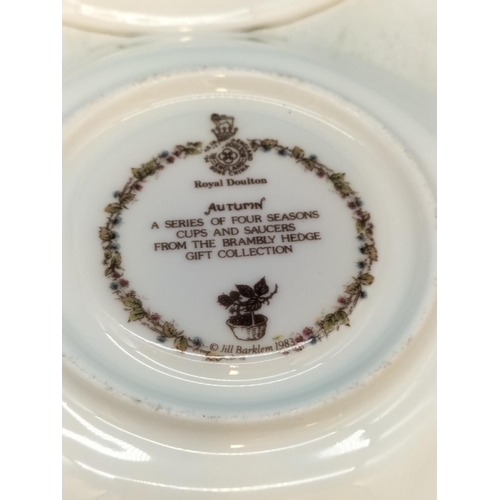 Royal Doulton
AUTUMN
A SERIES OF FOUR SEASONS
CUPS AND SAUCERS
FROM THE BRAMBLY HEDGE
GIFT COLLECTION
© Jill Barklem 1983